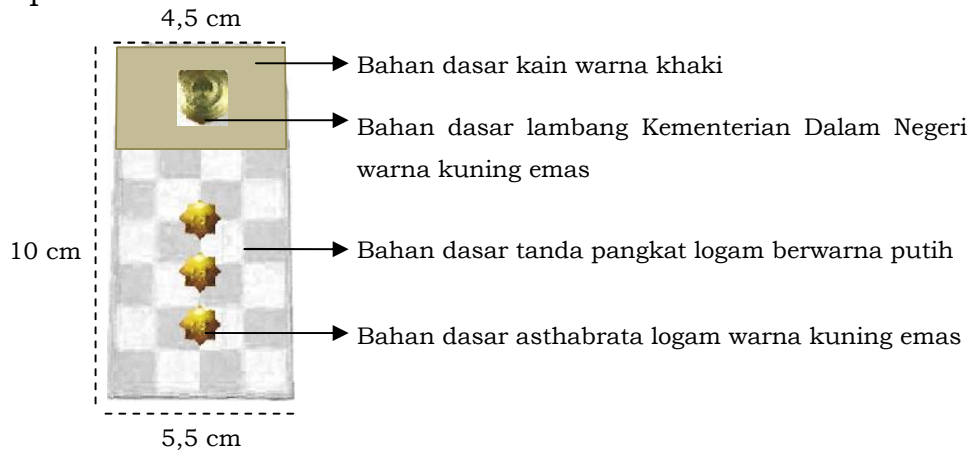 4,5 cm
Bahan dasar kain warna khaki
Bahan dasar lambang Kementerian Dalam Negeri
warna kuning emas
10 cm
Bahan dasar tanda pangkat logam berwarna putih
Bahan dasar asthabrata logam warna kuning emas
5,5 cm